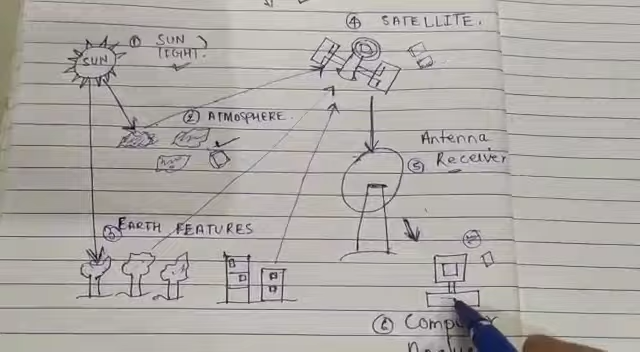 ④ SATELLITE.
① SUN
LIGHT).
SUN
② ATMOSPHERE.
Antenna
⑤ Receiver
③ EARTH FEATURES
⑥ Computer